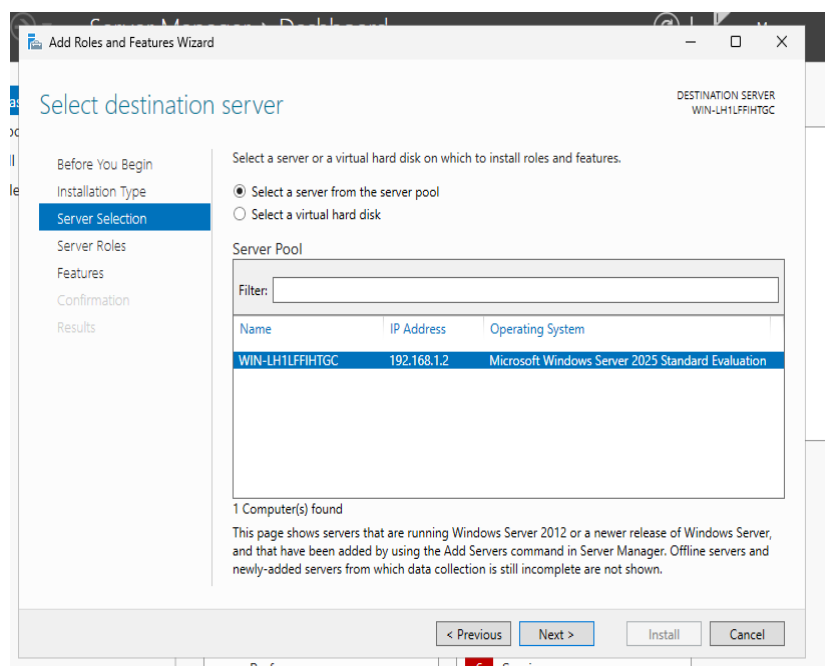 Server Manager > Dashboard
Add Roles and Features Wizard
Select destination server
DESTINATION SERVER
WIN-LH1LFFIHTGC
Before You Begin
Installation Type
Server Selection
Server Roles
Features
Confirmation
Results
Select a server or a virtual hard disk on which to install roles and features.
Select a server from the server pool
Select a virtual hard disk
Server Pool
Filter:
Name IP Address Operating System
WIN-LH1LFFIHTGC 192.168.1.2 Microsoft Windows Server 2025 Standard Evaluation
1 Computer(s) found
This page shows servers that are running Windows Server 2012 or a newer release of Windows Server,
and that have been added by using the Add Servers command in Server Manager. Offline servers and
newly-added servers from which data collection is still incomplete are not shown.
< Previous Next > Install Cancel